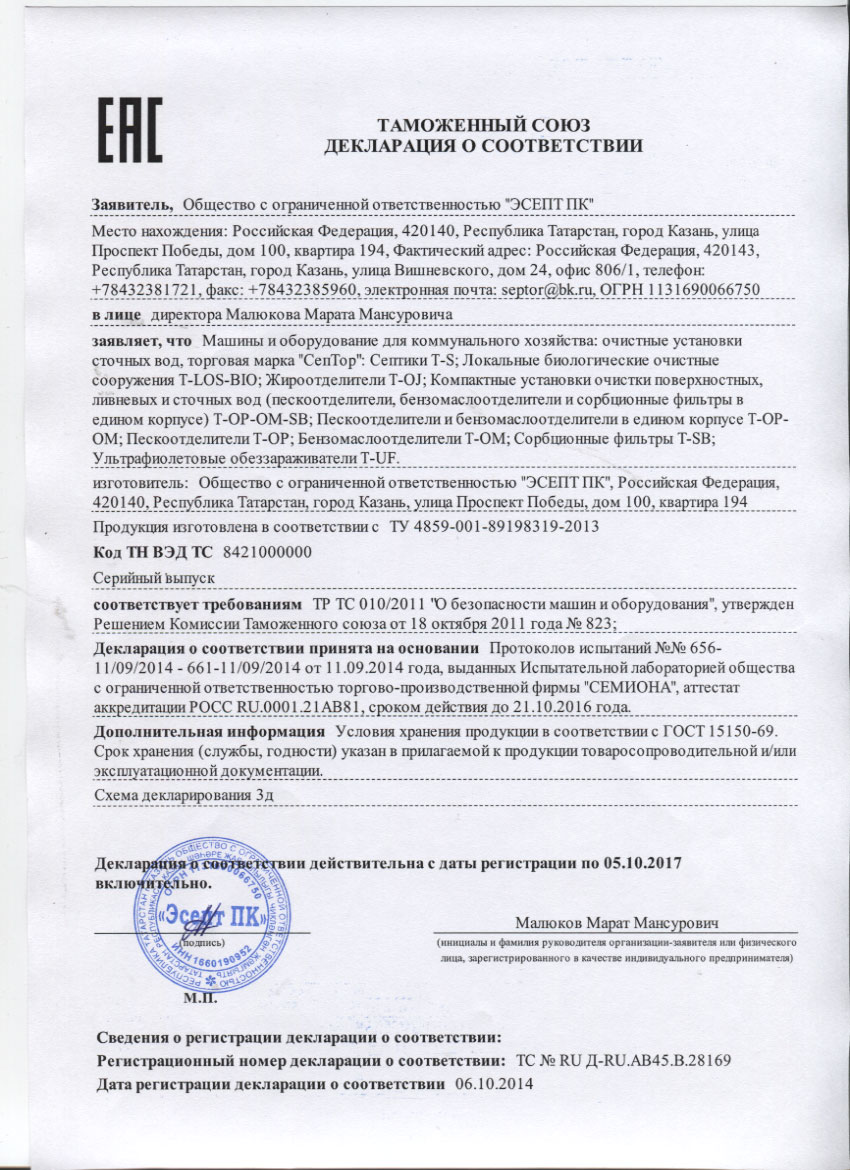 ЕАС
ТАМОЖЕННЫЙ СОЮЗ
ДЕКЛАРАЦИЯ О СООТВЕТСТВИИ
Заявитель, Общество с ограниченной ответственностью "ЭСЕПТ ПК"
Место нахождения: Российская Федерация, 420140, Республика Татарстан, город Казань, улица
Проспект Победы, дом 100, квартира 194, Фактический адрес: Российская Федерация, 420143,
Республика Татарстан, город Казань, улица Вишневского, дом 24, офис 806/1, телефон:
+78432381721, факс: +78432385960, электронная почта: septor@bk.ru, ОГРН 1131690066750
в лице директора Малюкова Марата Мансуровича
заявляет, что Машины и оборудование для коммунального хозяйства: очистные установки
сточных вод, торговая марка "СепТор": Септики T-S; Локальные биологические очистные
сооружения T-LOS-BIO; Жироотделители T-OJ; Компактные установки очистки поверхностных,
ливневых и сточных вод (пескоотделители, бензомаслоотделители и сорбционные фильтры в
едином корпусе) T-OP-OM-SB; Пескоотделители и бензомаслоотделители в едином корпусе T-OP-
OM; Пескоотделители T-OP; Бензомаслоотделители T-OM; Сорбционные фильтры T-SB;
Ультрафиолетовые обеззараживатели T-UF.
изготовитель: Общество с ограниченной ответственностью "ЭСЕПТ ПК", Российская Федерация,
420140, Республика Татарстан, город Казань, улица Проспект Победы, дом 100, квартира 194
Продукция изготовлена в соответствии с ТУ 4859-001-89198319-2013
Код ТН ВЭД ТС 8421000000
Серийный выпуск
соответствует требованиям ТР ТС 010/2011 "О безопасности машин и оборудования", утвержден
Решением Комиссии Таможенного союза от 18 октября 2011 года № 823;
Декларация о соответствии принята на основании Протоколов испытаний №№ 656-
11/09/2014 - 661-11/09/2014 от 11.09.2014 года, выданных Испытательной лабораторией общества
с ограниченной ответственностью торгово-производственной фирмы "СЕМИОНА", аттестат
аккредитации РОСС RU.0001.21АВ81, сроком действия до 21.10.2016 года.
Дополнительная информация Условия хранения продукции в соответствии с ГОСТ 15150-69.
Срок хранения (службы, годности) указан в прилагаемой к продукции товаросопроводительной и/или
эксплуатационной документации.
Схема декларирования 3д
Декларация о соответствии действительна с даты регистрации по 05.10.2017
включительно.
«Эсепт ПК»
ОГРН 1131690066750
ИНН 1660190952
(подпись)
М.П.
Малюков Марат Мансурович
(инициалы и фамилия руководителя организации-заявителя или физического
лица, зарегистрированного в качестве индивидуального предпринимателя)
Сведения о регистрации декларации о соответствии:
Регистрационный номер декларации о соответствии: ТС № RU Д-RU.АВ45.В.28169
Дата регистрации декларации о соответствии 06.10.2014